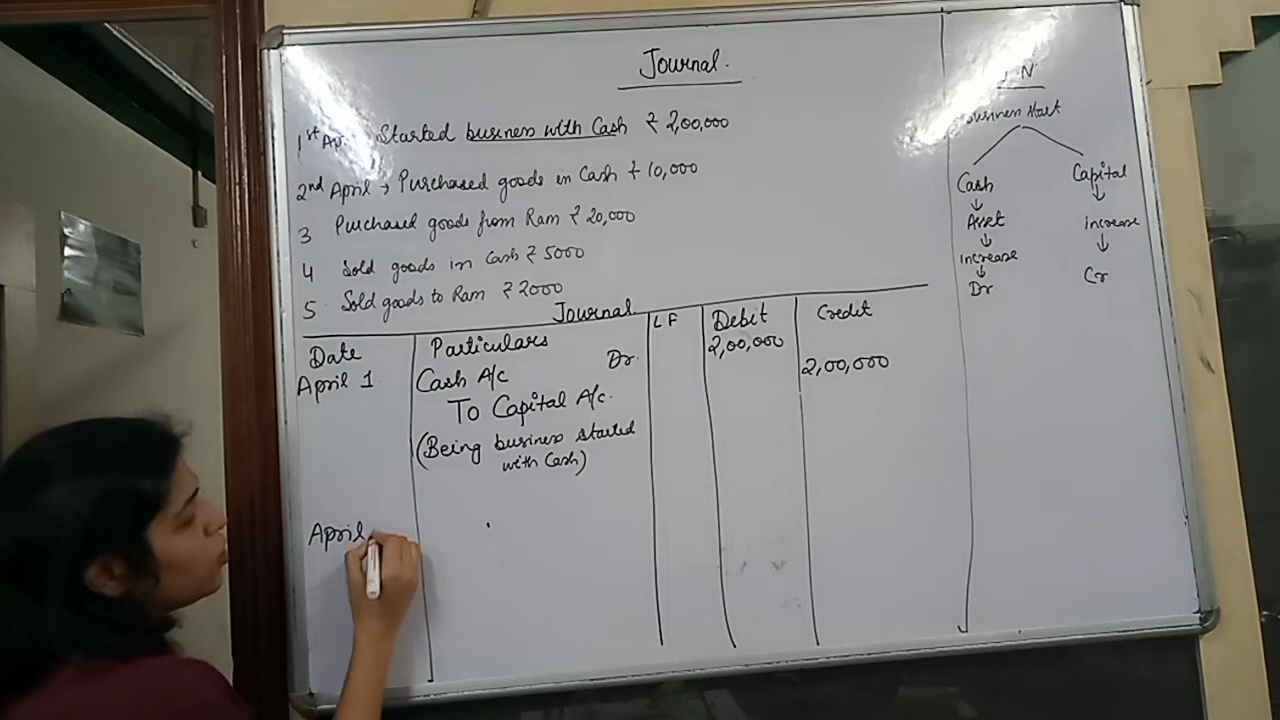 Journal.
1st Ap. Started business with Cash ₹ 2,00,000
2nd April → Purchased goods in Cash ₹ 10,000
3 Purchased goods from Ram ₹ 20,000
4 Sold goods in Cash ₹ 5000
5 Sold goods to Ram ₹ 2000
Journal
Date Particulars LF Debit Credit
April 1 Cash A/c Dr. 2,00,000
To Capital A/c. 2,00,000
(Being business started
with Cash)
April
N
Business Start
Cash Capital
Asset Increase
Increase Cr
Dr